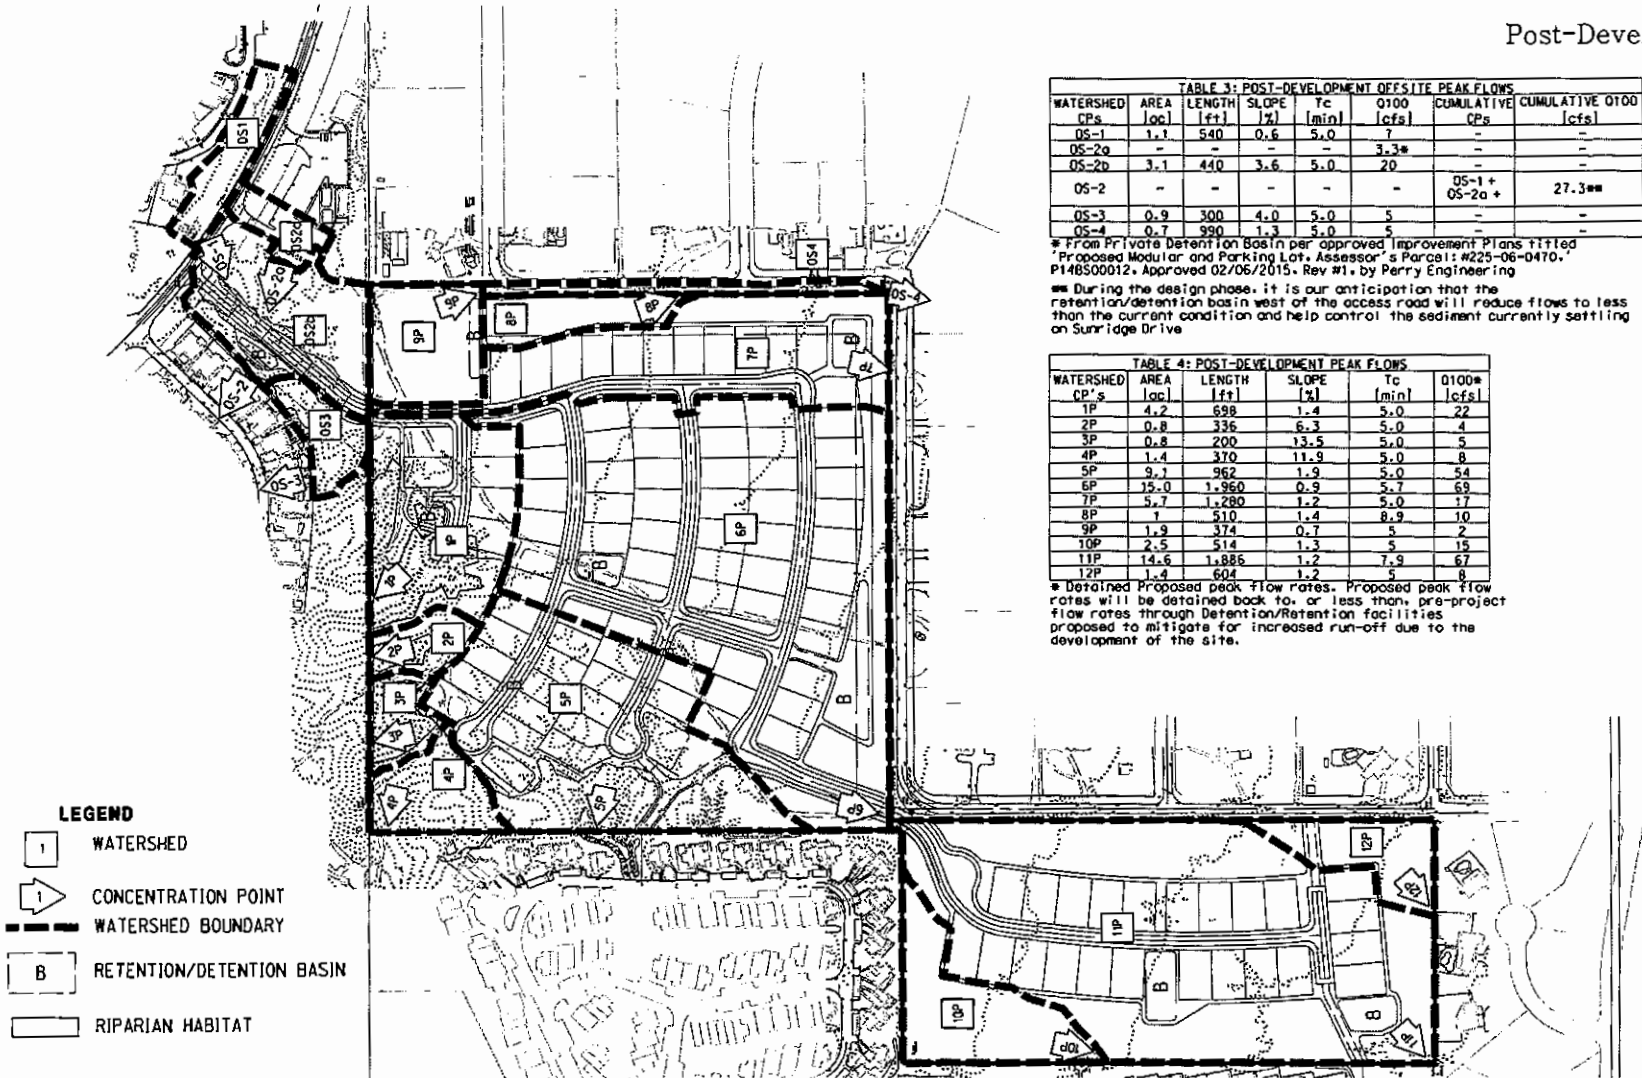 Post-Deve
TABLE 3: POST-DEVELOPMENT OFFSITE PEAK FLOWS
WATERSHED CPs AREA [ac] LENGTH [ft] SLOPE [%] Tc [min] Q100 [cfs] CUMULATIVE CPs CUMULATIVE Q100 [cfs]
OS-1 1.1 540 0.6 5.0 7 - -
OS-2a - - - - 3.3* - -
OS-2b 3.1 440 3.6 5.0 20 - -
OS-2 - - - - - OS-1 + OS-2a + 27.3**
OS-3 0.9 300 4.0 5.0 5 - -
OS-4 0.7 990 1.3 5.0 5 - -
* From Private Detention Basin per approved Improvement Plans titled
'Proposed Modular and Parking Lot. Assessor's Parcel: #225-06-0470.'
P14BS00012. Approved 02/06/2015. Rev #1. by Perry Engineering
** During the design phase. it is our anticipation that the
retention/detention basin west of the access road will reduce flows to less
than the current condition and help control the sediment currently settling
on Sunridge Drive
TABLE 4: POST-DEVELOPMENT PEAK FLOWS
WATERSHED CP's AREA [ac] LENGTH [ft] SLOPE [%] Tc [min] Q100* [cfs]
1P 4.2 698 1.4 5.0 22
2P 0.8 336 6.3 5.0 4
3P 0.8 200 13.5 5.0 5
4P 1.4 370 11.9 5.0 8
5P 9.1 962 1.9 5.0 54
6P 15.0 1.960 0.9 5.7 69
7P 5.7 1.280 1.2 5.0 17
8P 1 510 1.4 8.9 10
9P 1.9 374 0.7 5 2
10P 2.5 514 1.3 5 15
11P 14.6 1.886 1.2 7.9 67
12P 1.4 604 1.2 5 8
* Detained Proposed peak flow rates. Proposed peak flow
rates will be detained back to. or less than. pre-project
flow rates through Detention/Retention facilities
proposed to mitigate for increased run-off due to the
development of the site.
OS1
OS2a
OS4
OS1
OS-2a
9P
8P
OS-4
8P
OS2b
9P
B
B
7P
7P
B
OS-2
OS3
OS-3
B
1P
6P
1P
B
2P
2P
3P
B
5P
B
3P
4P
4P
5P
6P
12P
12P
11P
B
10P
B
10P
11P
LEGEND
1 WATERSHED
1 CONCENTRATION POINT
WATERSHED BOUNDARY
B RETENTION/DETENTION BASIN
RIPARIAN HABITAT